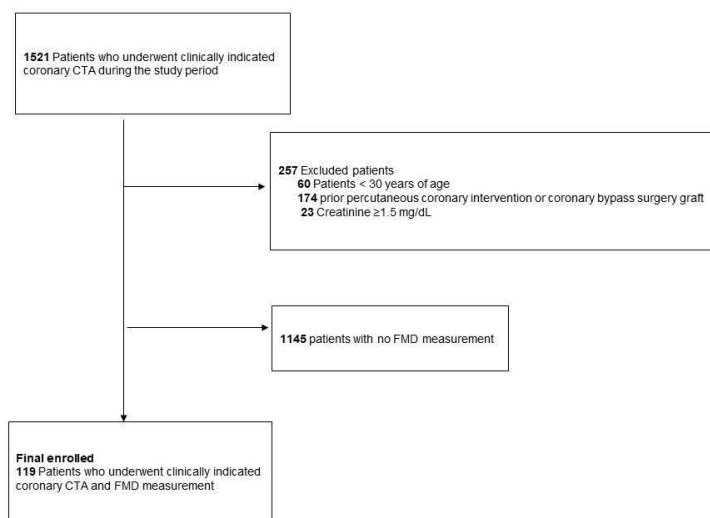 1521 Patients who underwent clinically indicated
coronary CTA during the study period
257 Excluded patients
60 Patients < 30 years of age
174 prior percutaneous coronary intervention or coronary bypass surgery graft
23 Creatinine ≥1.5 mg/dL
1145 patients with no FMD measurement
Final enrolled
119 Patients who underwent clinically indicated
coronary CTA and FMD measurement